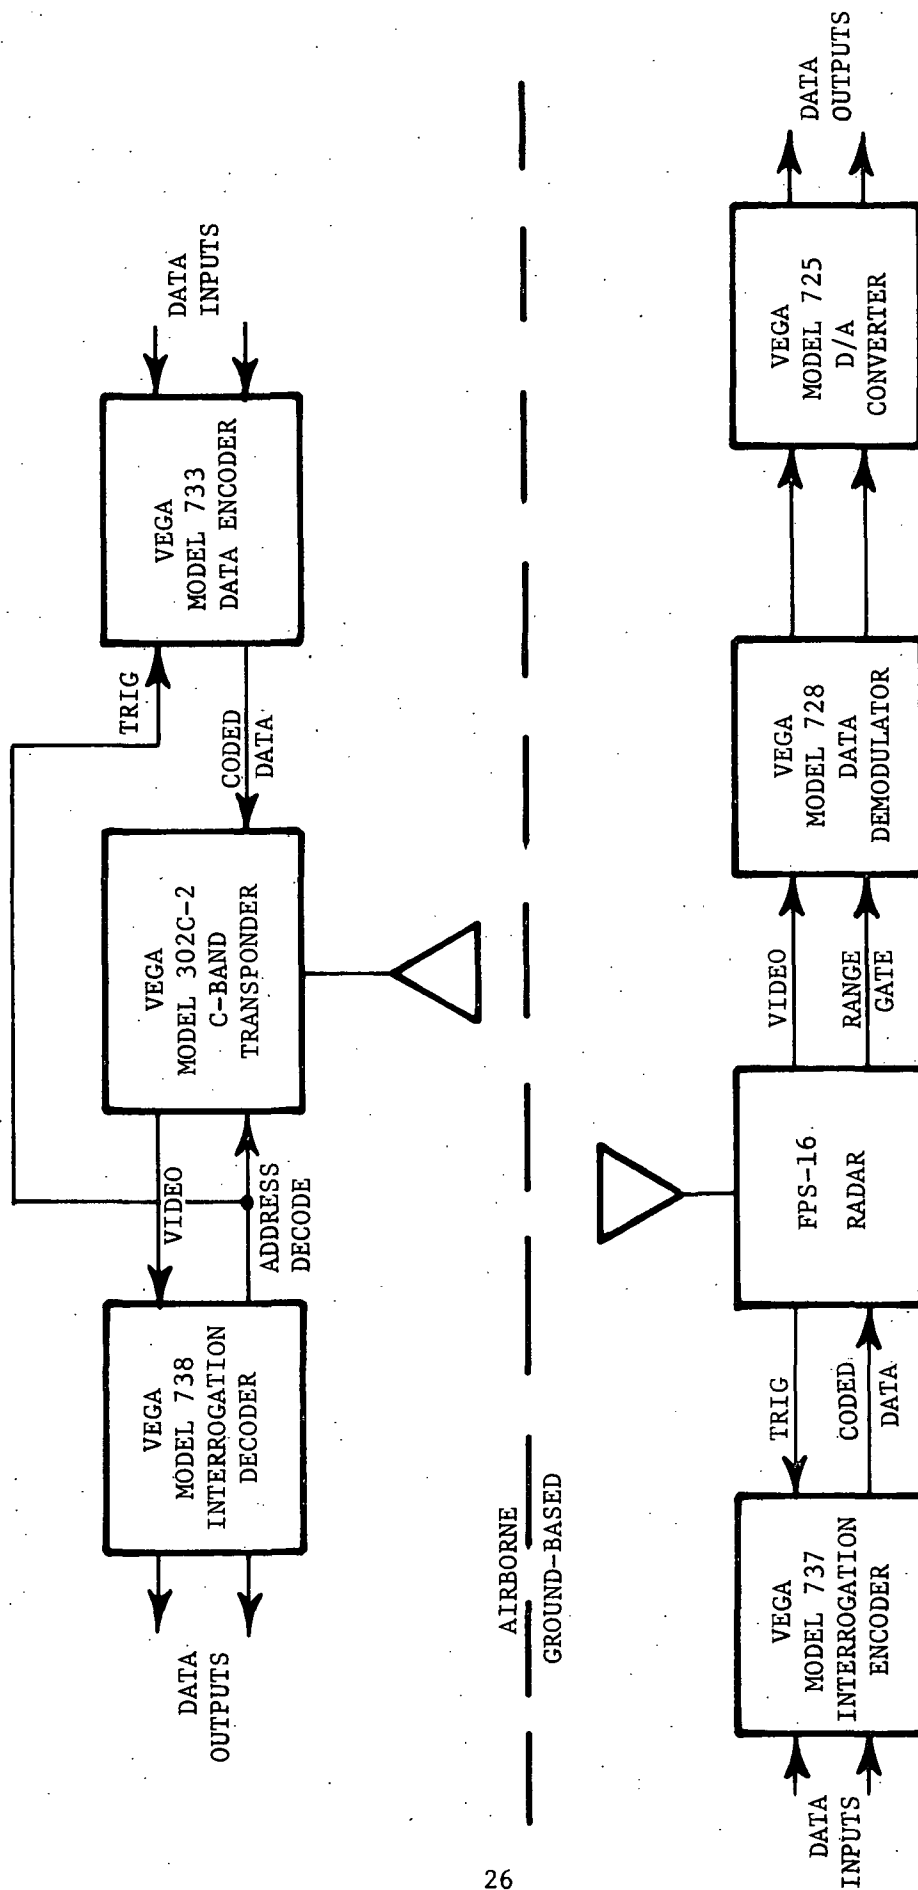 DATA
OUTPUTS
VEGA
MODEL 738
INTERROGATION
DECODER
VIDEO
ADDRESS
DECODE
VEGA
MODEL 302C-2
C-BAND
TRANSPONDER
TRIG
CODED
DATA
VEGA
MODEL 733
DATA ENCODER
DATA
INPUTS
AIRBORNE
GROUND-BASED
DATA
INPUTS
VEGA
MODEL 737
INTERROGATION
ENCODER
TRIG
CODED
DATA
FPS-16
RADAR
VIDEO
RANGE
GATE
VEGA
MODEL 728
DATA
DEMODULATOR
VEGA
MODEL 725
D/A
CONVERTER
DATA
OUTPUTS
26